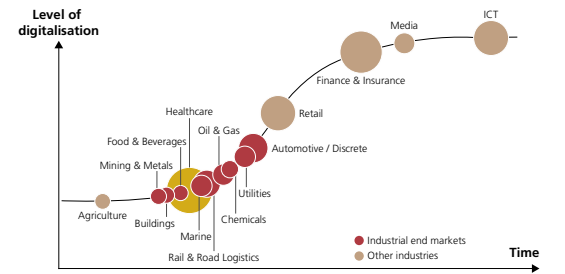 Level of
digitalisation
ICT
Media
Finance & Insurance
Healthcare
Retail
Oil & Gas
Food & Beverages
Automotive / Discrete
Mining & Metals
Utilities
Agriculture
Chemicals
Buildings
Marine
Rail & Road Logistics
Industrial end markets
Other industries
Time